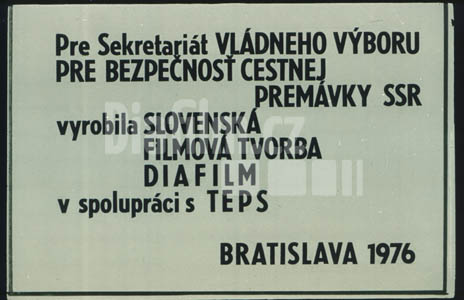 Pre Sekretariát VLÁDNEHO VÝBORU
PRE BEZPEČNOSŤ CESTNEJ
PREMÁVKY SSR
vyrobila SLOVENSKÁ
FILMOVÁ TVORBA
DIAFILM
v spolupráci s TEPS
BRATISLAVA 1976